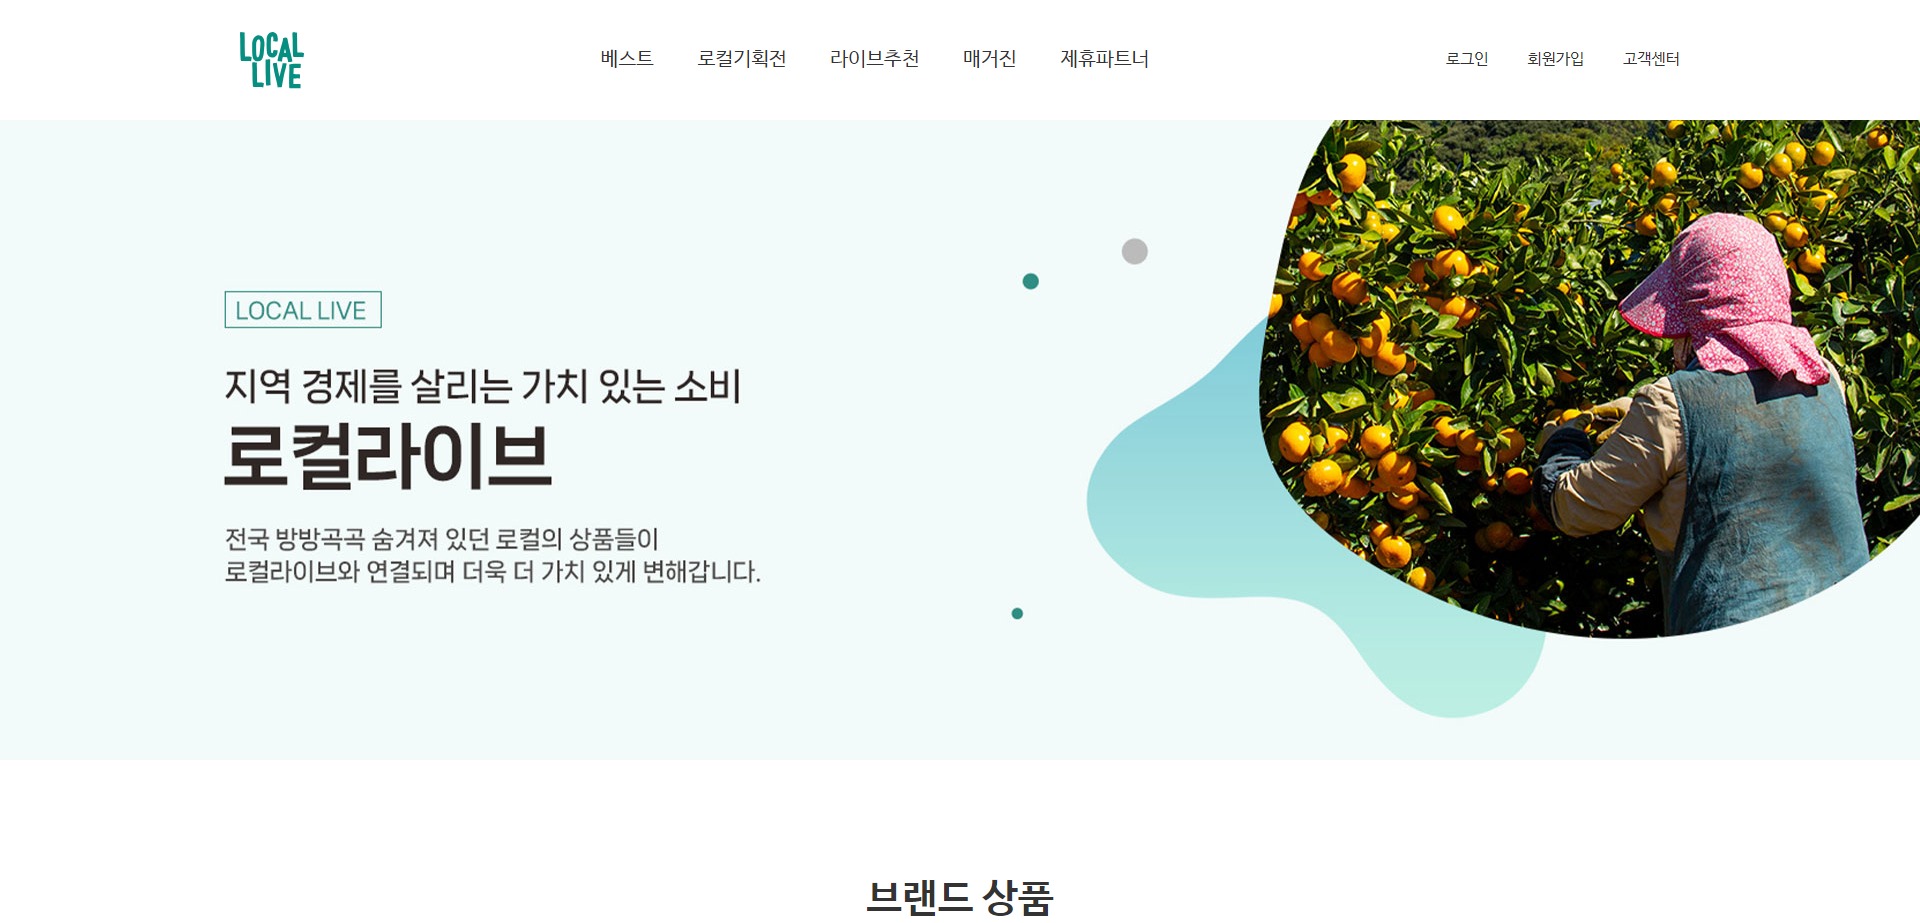 LOCAL
LIVE
베스트 로컬기획전 라이브추천 매거진 제휴파트너
로그인 회원가입 고객센터
LOCAL LIVE
지역 경제를 살리는 가치 있는 소비
로컬라이브
전국 방방곡곡 숨겨져 있던 로컬의 상품들이
로컬라이브와 연결되며 더욱 더 가치 있게 변해갑니다.
브랜드 상품